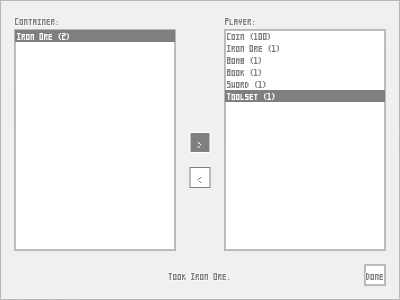 Container:
Player:
Iron Ore (2)
Coin (100)
Iron Ore (1)
Bomb (1)
Book (1)
Sword (1)
Toolset (1)
>
<
Took Iron Ore.
Done